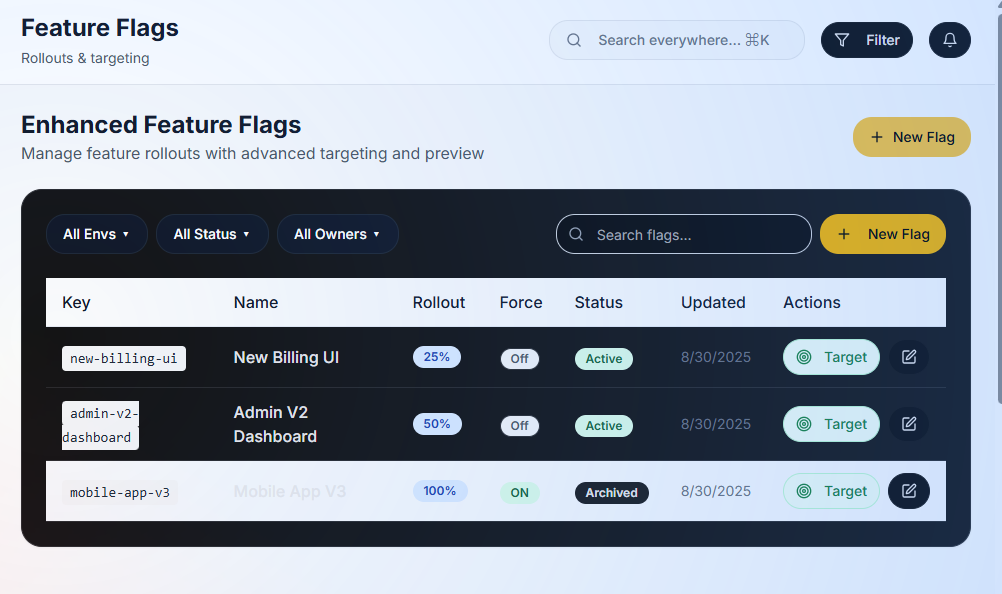 Feature Flags
Rollouts & targeting
Search everywhere... ⌘K
Filter
Enhanced Feature Flags
Manage feature rollouts with advanced targeting and preview
+ New Flag
All Envs ▾
All Status ▾
All Owners ▾
Search flags...
+ New Flag
Key Name Rollout Force Status Updated Actions
new-billing-ui New Billing UI 25% Off Active 8/30/2025 Target
admin-v2-
dashboard
Admin V2
Dashboard
50% Off Active 8/30/2025 Target
mobile-app-v3 Mobile App V3 100% ON Archived 8/30/2025 Target